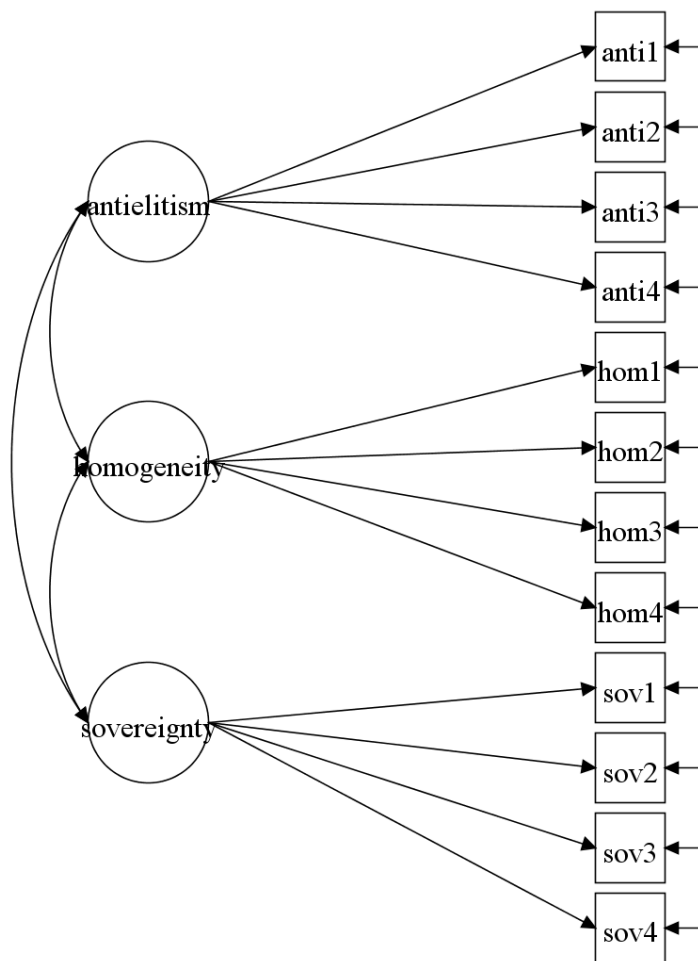 anti1
anti2
antielitism
anti3
anti4
hom1
hom2
homogeneity
hom3
hom4
sov1
sovereignty
sov2
sov3
sov4